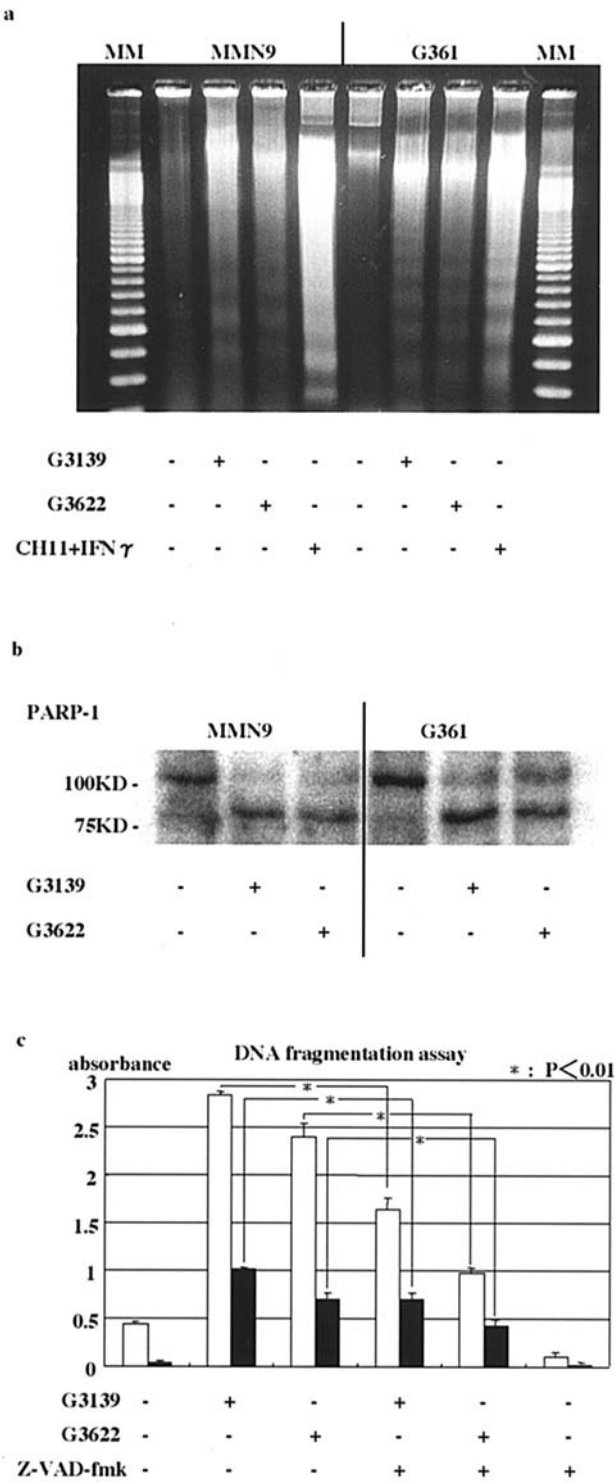 a
MM MMN9 G361 MM
G3139 - + - - - + - -
G3622 - - + - - - + -
CH11+IFN γ - - - + - - - +
b
PARP-1
MMN9 G361
100KD -
75KD -
G3139 - + - - + -
G3622 - - + - - +
c
absorbance DNA fragmentation assay * : P<0.01
3
2.5
2
1.5
1
0.5
0
* * * *
G3139 - + - + - -
G3622 - - + - + -
Z-VAD-fmk - - - + + +